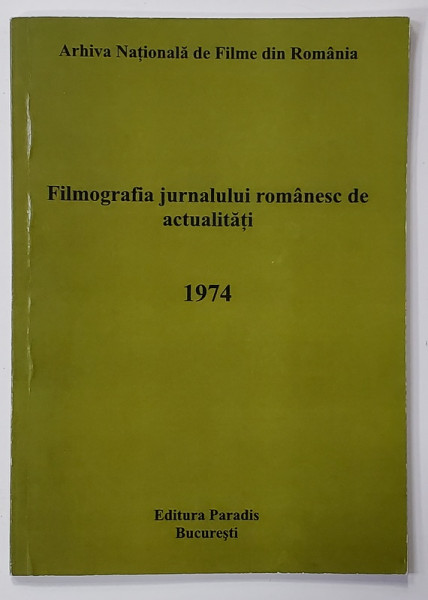 Arhiva Națională de Filme din România
Filmografia jurnalului românesc de
actualități
1974
Editura Paradis
București